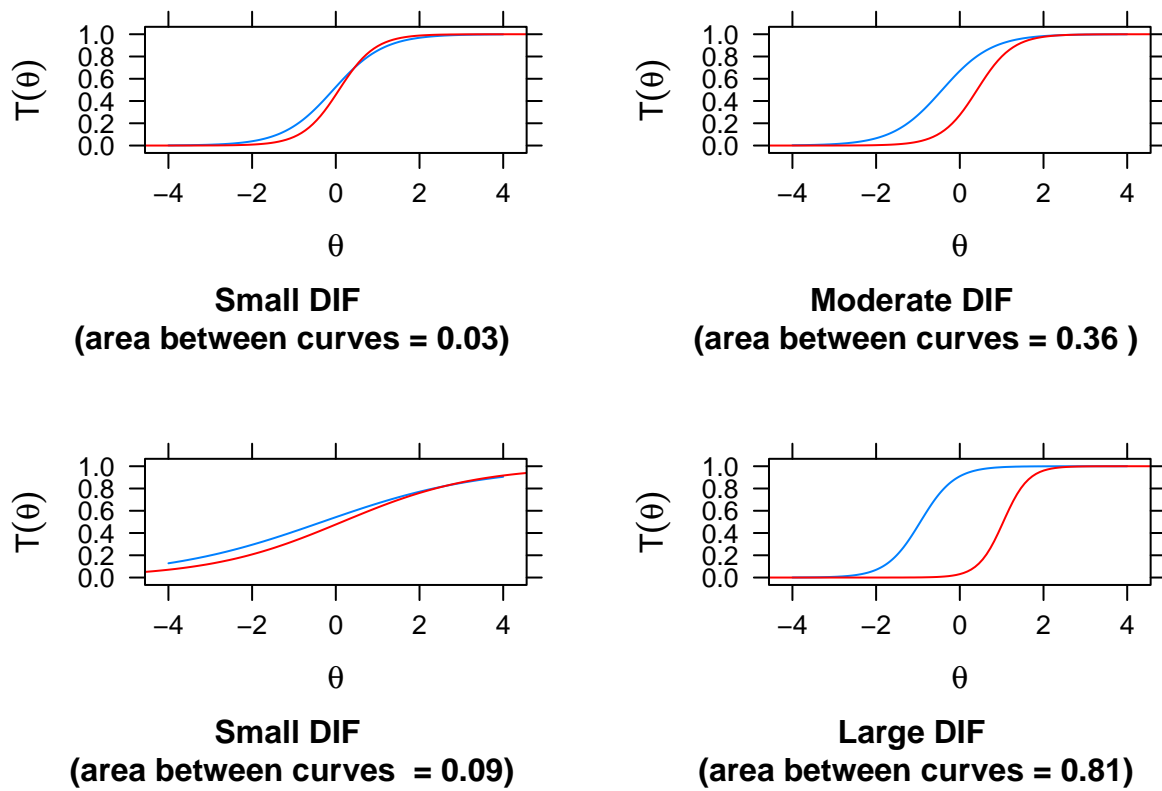 T(θ)
1.0
0.8
0.6
0.4
0.2
0.0
−4 −2 0 2 4
θ
Small DIF
(area between curves = 0.03)
T(θ)
1.0
0.8
0.6
0.4
0.2
0.0
−4 −2 0 2 4
θ
Moderate DIF
(area between curves = 0.36 )
T(θ)
1.0
0.8
0.6
0.4
0.2
0.0
−4 −2 0 2 4
θ
Small DIF
(area between curves  = 0.09)
T(θ)
1.0
0.8
0.6
0.4
0.2
0.0
−4 −2 0 2 4
θ
Large DIF
(area between curves = 0.81)